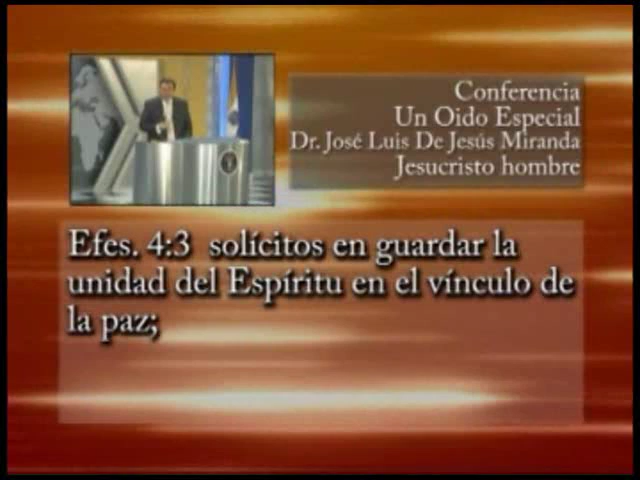 Conferencia
Un Oido Especial
Dr. José Luis De Jesús Miranda
Jesucristo hombre
Efes. 4:3 solícitos en guardar la
unidad del Espíritu en el vínculo de
la paz;